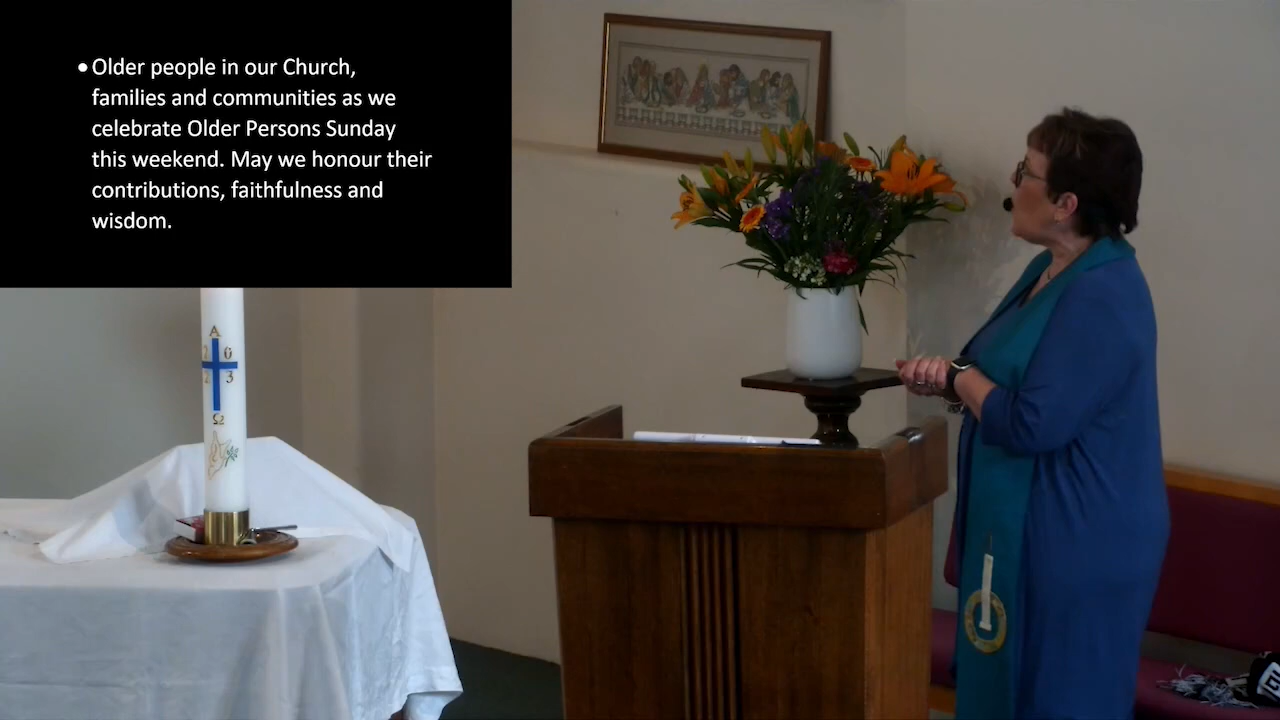 • Older people in our Church,
families and communities as we
celebrate Older Persons Sunday
this weekend. May we honour their
contributions, faithfulness and
wisdom.
A
2 0
2 3
Ω